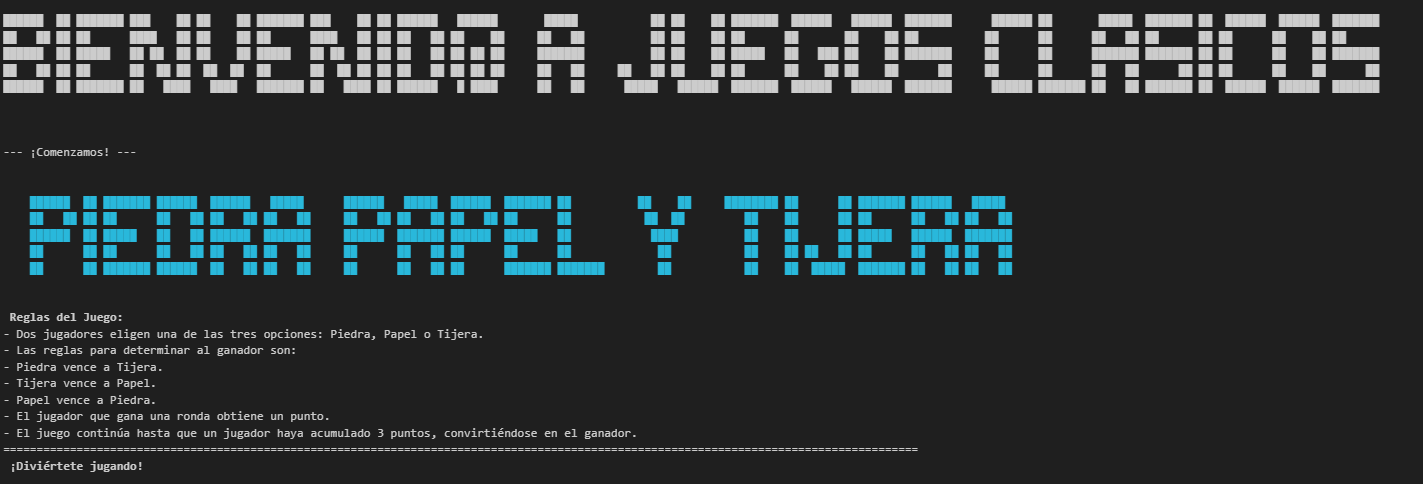 BIENVENIDO A JUEGOS CLASICOS
--- ¡Comenzamos! ---
PIEDRA PAPEL Y TIJERA
Reglas del Juego:
- Dos jugadores eligen una de las tres opciones: Piedra, Papel o Tijera.
- Las reglas para determinar al ganador son:
- Piedra vence a Tijera.
- Tijera vence a Papel.
- Papel vence a Piedra.
- El jugador que gana una ronda obtiene un punto.
- El juego continúa hasta que un jugador haya acumulado 3 puntos, convirtiéndose en el ganador.
¡Diviértete jugando!